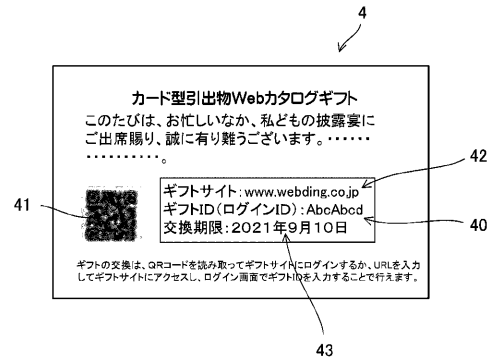 4
カード型引出物Webカタログギフト
このたびは、お忙しいなか、私どもの披露宴に
ご出席賜り、誠に有り難うございます。・・・・・・
・・・・・・・・・・・・・・。
42
41
ギフトサイト：www.webding.co.jp
ギフトID（ログインID）：AbcAbcd
40
交換期限：2021年9月10日
ギフトの交換は、QRコードを読み取ってギフトサイトにログインするか、URLを入力
してギフトサイトにアクセスし、ログイン画面でギフトIDを入力することで行えます。
43